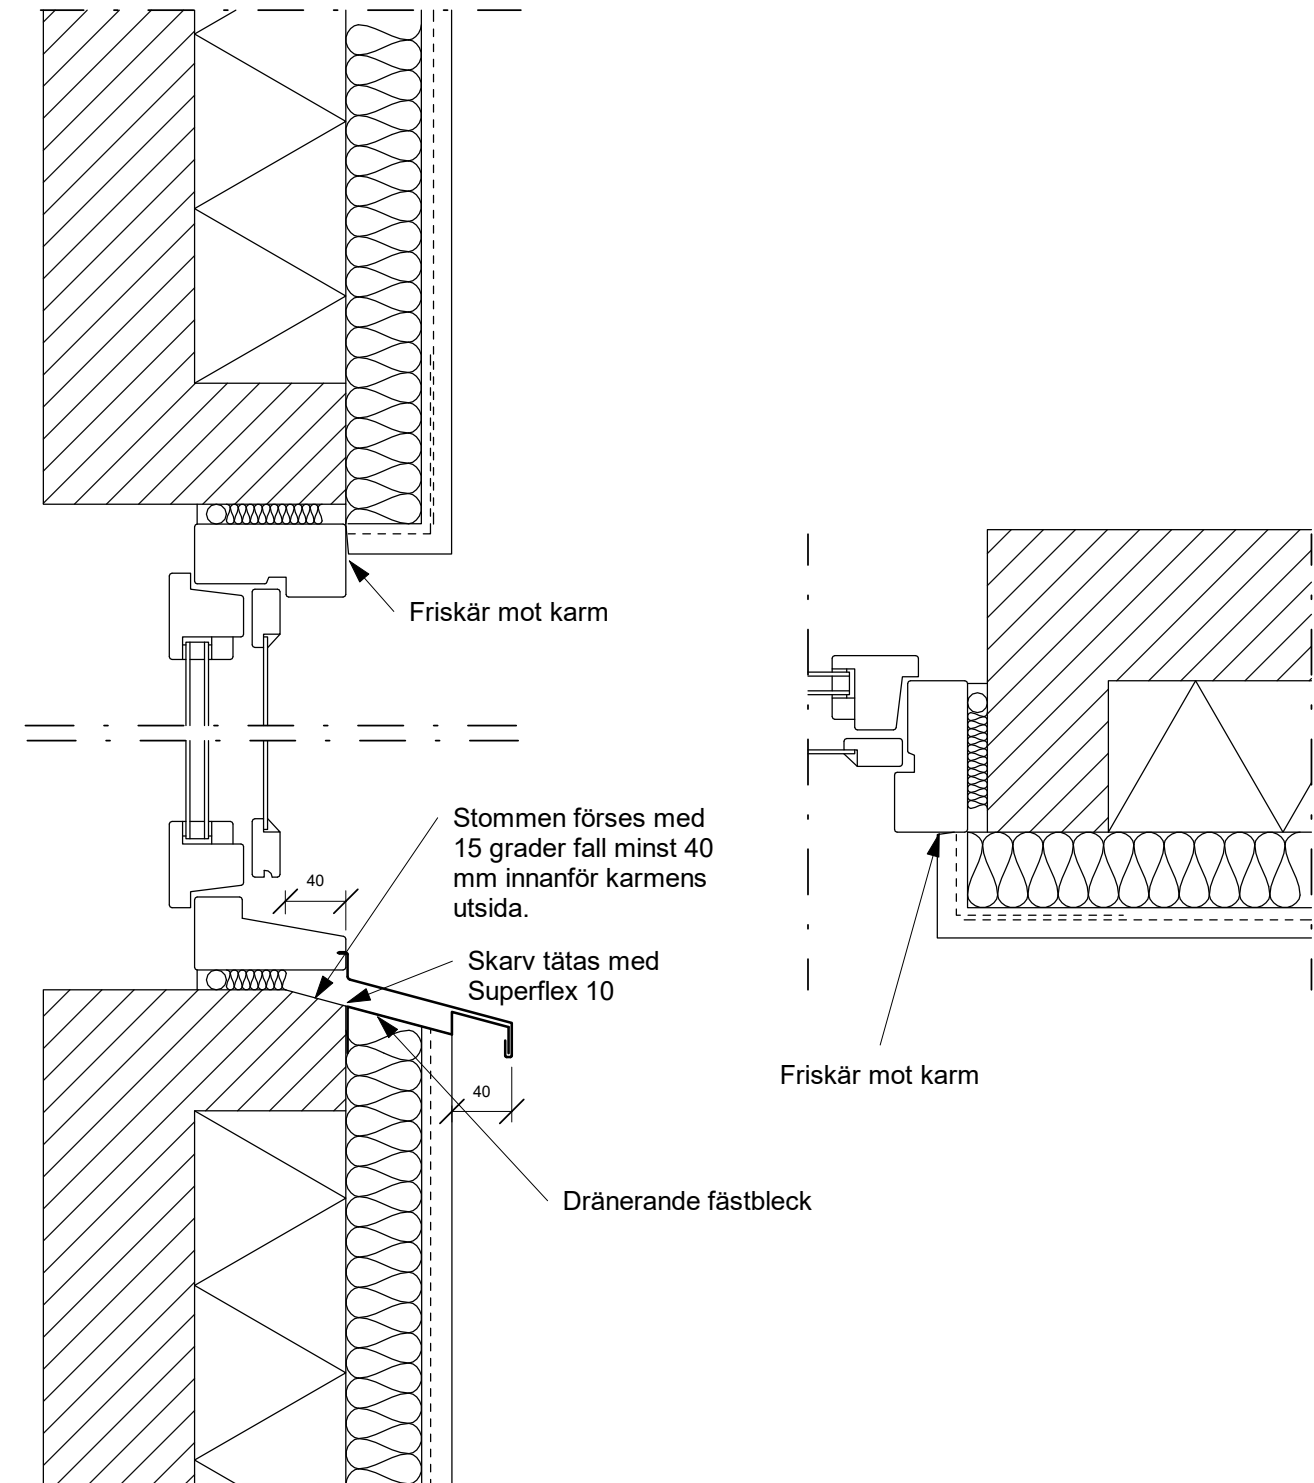 Friskär mot karm
Stommen förses med
15 grader fall minst 40
mm innanför karmens
utsida.
40
Skarv tätas med
Superflex 10
40
Dränerande fästbleck
Friskär mot karm